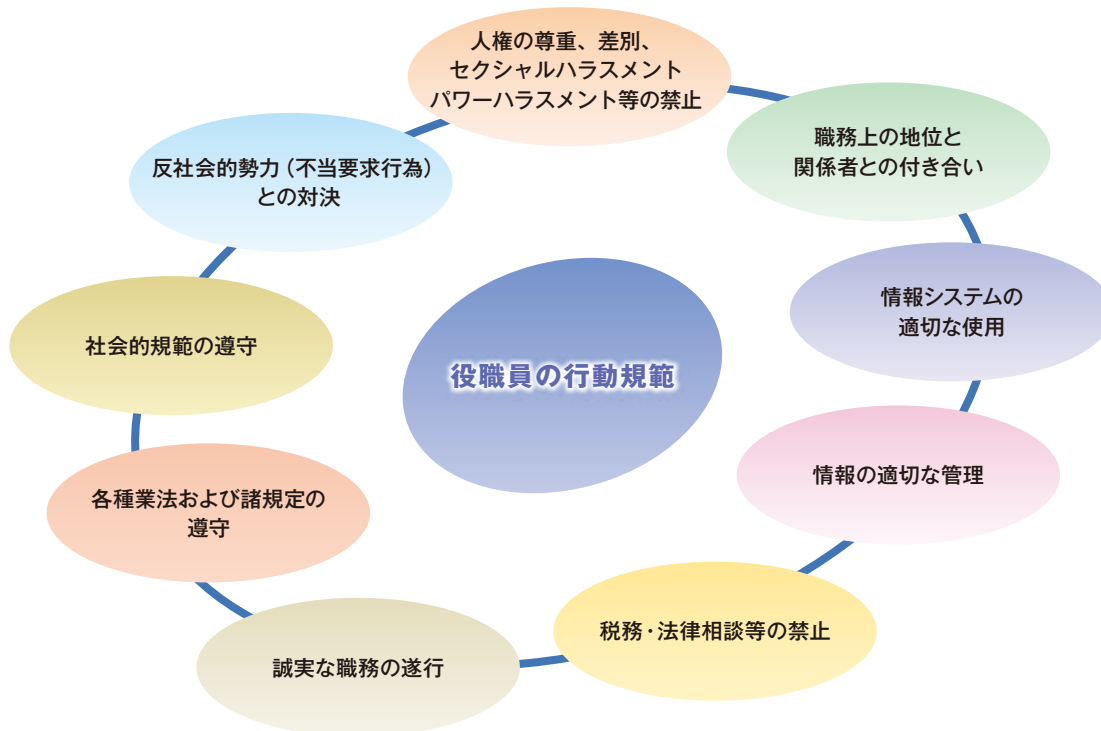 人権の尊重、差別、
セクシャルハラスメント
パワーハラスメント等の禁止
職務上の地位と
関係者との付き合い
情報システムの
適切な使用
情報の適切な管理
税務・法律相談等の禁止
誠実な職務の遂行
各種業法および諸規定の
遵守
社会的規範の遵守
反社会的勢力（不当要求行為）
との対決
役職員の行動規範